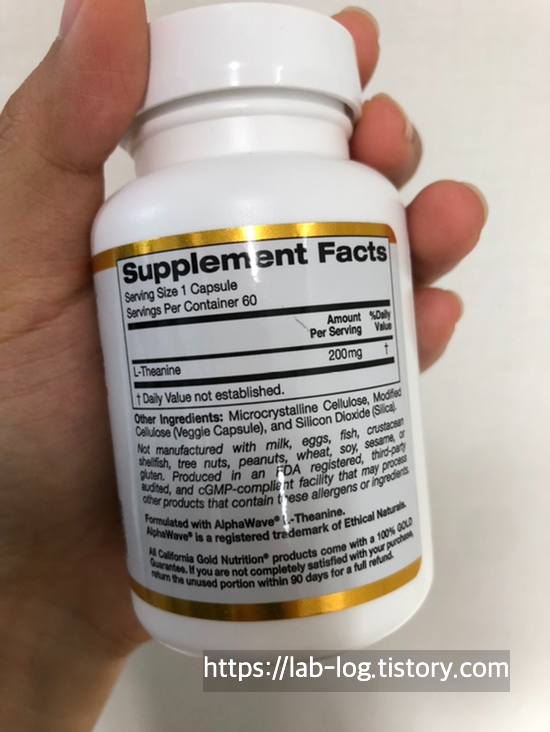 Supplement Facts
Serving Size 1 Capsule
Servings Per Container 60
Amount Per Serving
%Daily Value
L-Theanine 200mg †
† Daily Value not established.
Other Ingredients: Microcrystalline Cellulose, Modified
Cellulose (Veggie Capsule), and Silicon Dioxide (Silica).
Not manufactured with milk, eggs, fish, crustacean
shellfish, tree nuts, peanuts, wheat, soy, sesame, or
gluten. Produced in an FDA registered, third-party
audited, and cGMP-compliant facility that may process
other products that contain these allergens or ingredients.
Formulated with AlphaWave® L-Theanine.
AlphaWave® is a registered trademark of Ethical Naturals.
All California Gold Nutrition® products come with a 100% GOLD
Guarantee. If you are not completely satisfied with your purchase,
return the unused portion within 90 days for a full refund.
https://lab-log.tistory.com